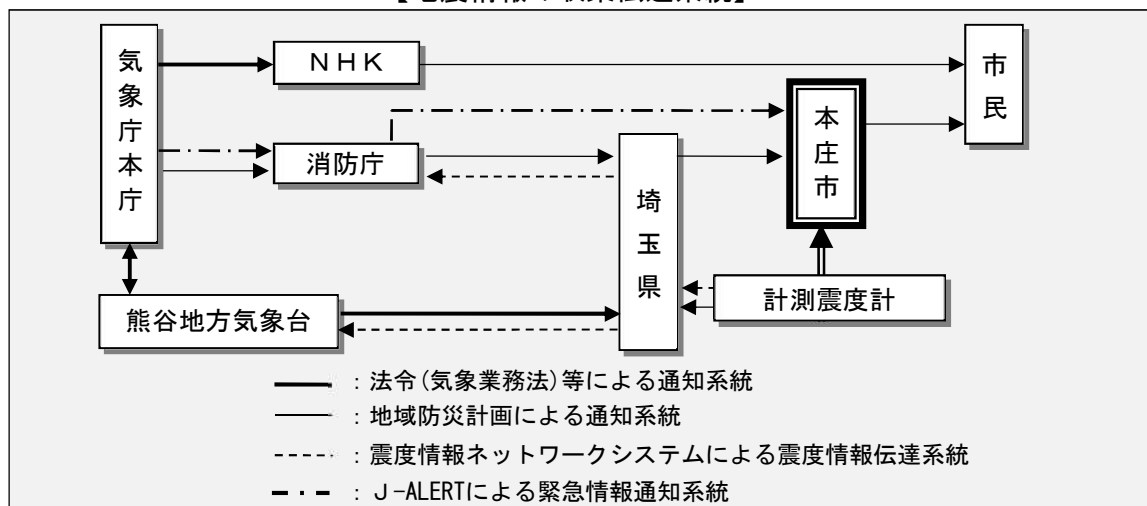 気象庁本庁
NHK
市民
本庄市
消防庁
埼玉県
計測震度計
熊谷地方気象台
：法令(気象業務法)等による通知系統
：地域防災計画による通知系統
：震度情報ネットワークシステムによる震度情報伝達系統
：J-ALERTによる緊急情報通知系統